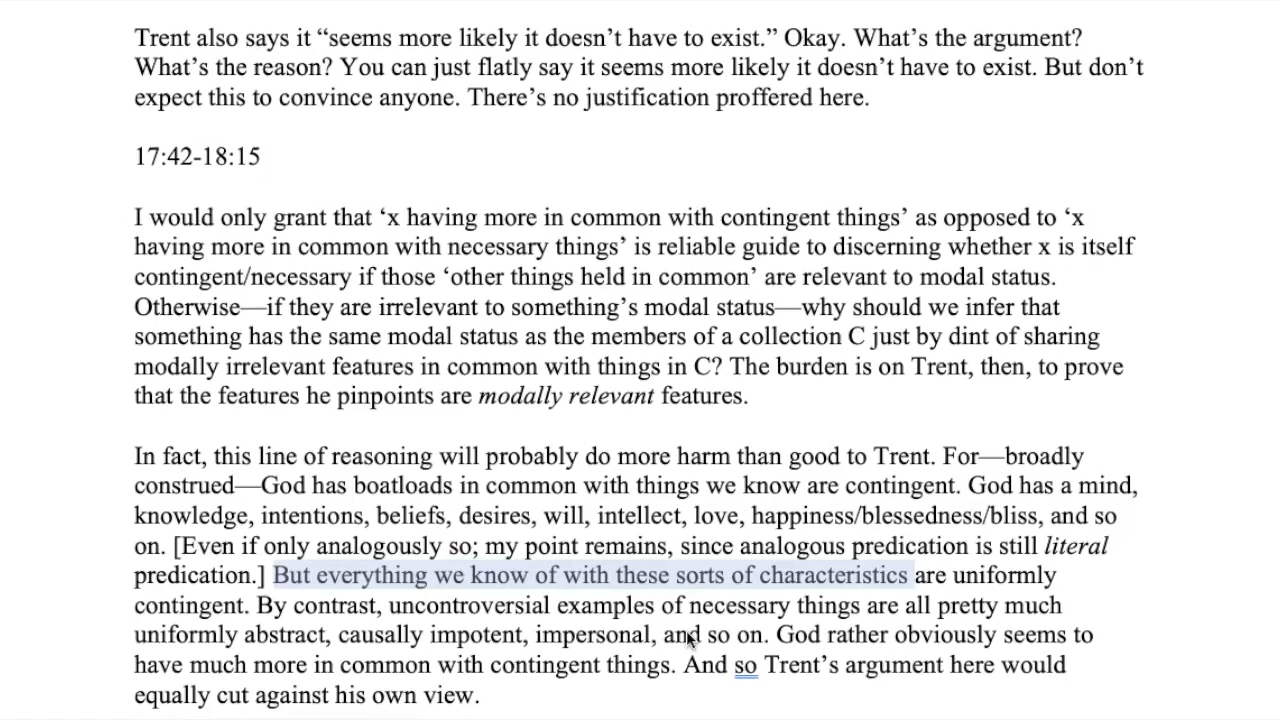 Trent also says it “seems more likely it doesn’t have to exist.” Okay. What’s the argument?
What’s the reason? You can just flatly say it seems more likely it doesn’t have to exist. But don’t
expect this to convince anyone. There’s no justification proffered here.
17:42-18:15
I would only grant that ‘x having more in common with contingent things’ as opposed to ‘x
having more in common with necessary things’ is reliable guide to discerning whether x is itself
contingent/necessary if those ‘other things held in common’ are relevant to modal status.
Otherwise—if they are irrelevant to something’s modal status—why should we infer that
something has the same modal status as the members of a collection C just by dint of sharing
modally irrelevant features in common with things in C? The burden is on Trent, then, to prove
that the features he pinpoints are modally relevant features.
In fact, this line of reasoning will probably do more harm than good to Trent. For—broadly
construed—God has boatloads in common with things we know are contingent. God has a mind,
knowledge, intentions, beliefs, desires, will, intellect, love, happiness/blessedness/bliss, and so
on. [Even if only analogously so; my point remains, since analogous predication is still literal
predication.] But everything we know of with these sorts of characteristics are uniformly
contingent. By contrast, uncontroversial examples of necessary things are all pretty much
uniformly abstract, causally impotent, impersonal, and so on. God rather obviously seems to
have much more in common with contingent things. And so Trent’s argument here would
equally cut against his own view.